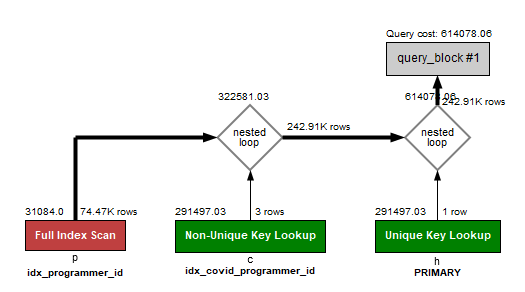 Query cost: 614078.06
query_block #1
322581.03
614078.06
242.91K rows
nested
loop
242.91K rows
nested
loop
31084.0
74.47K rows
291497.03
3 rows
291497.03
1 row
Full Index Scan
Non-Unique Key Lookup
Unique Key Lookup
p
c
h
idx_programmer_id
idx_covid_programmer_id
PRIMARY